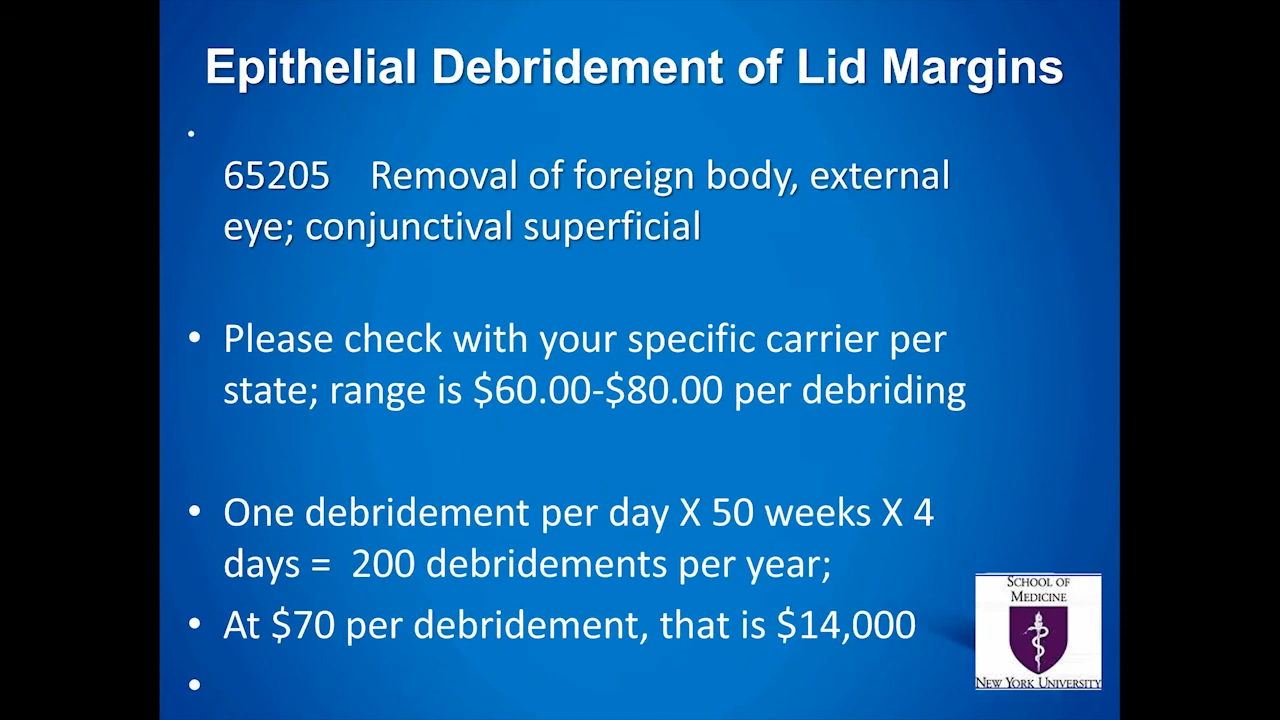 Epithelial Debridement of Lid Margins
•
65205 Removal of foreign body, external
eye; conjunctival superficial
• Please check with your specific carrier per
state; range is $60.00-$80.00 per debriding
• One debridement per day X 50 weeks X 4
days = 200 debridements per year;
• At $70 per debridement, that is $14,000
•
SCHOOL OF
MEDICINE
NEW YORK UNIVERSITY